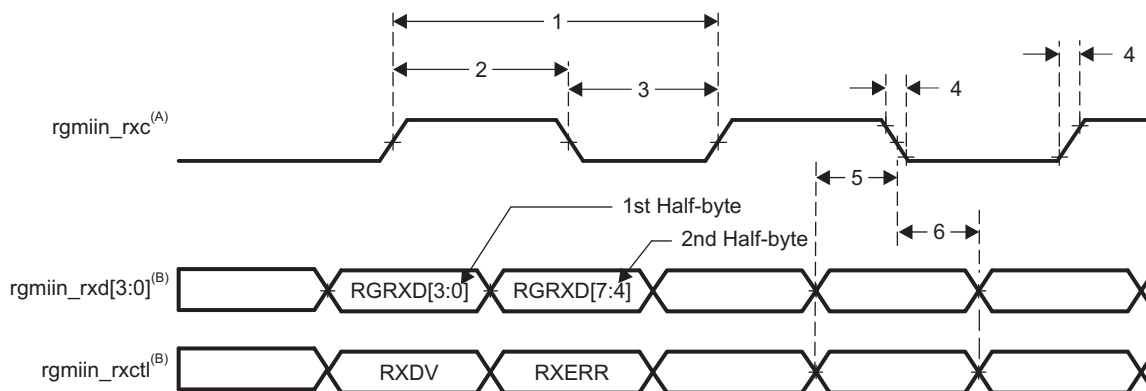 1
2
3
4
4
rgmiin_rxc(A)
5
1st Half-byte
6
2nd Half-byte
rgmiin_rxd[3:0](B)
RGRXD[3:0]
RGRXD[7:4]
rgmiin_rxctl(B)
RXDV
RXERR